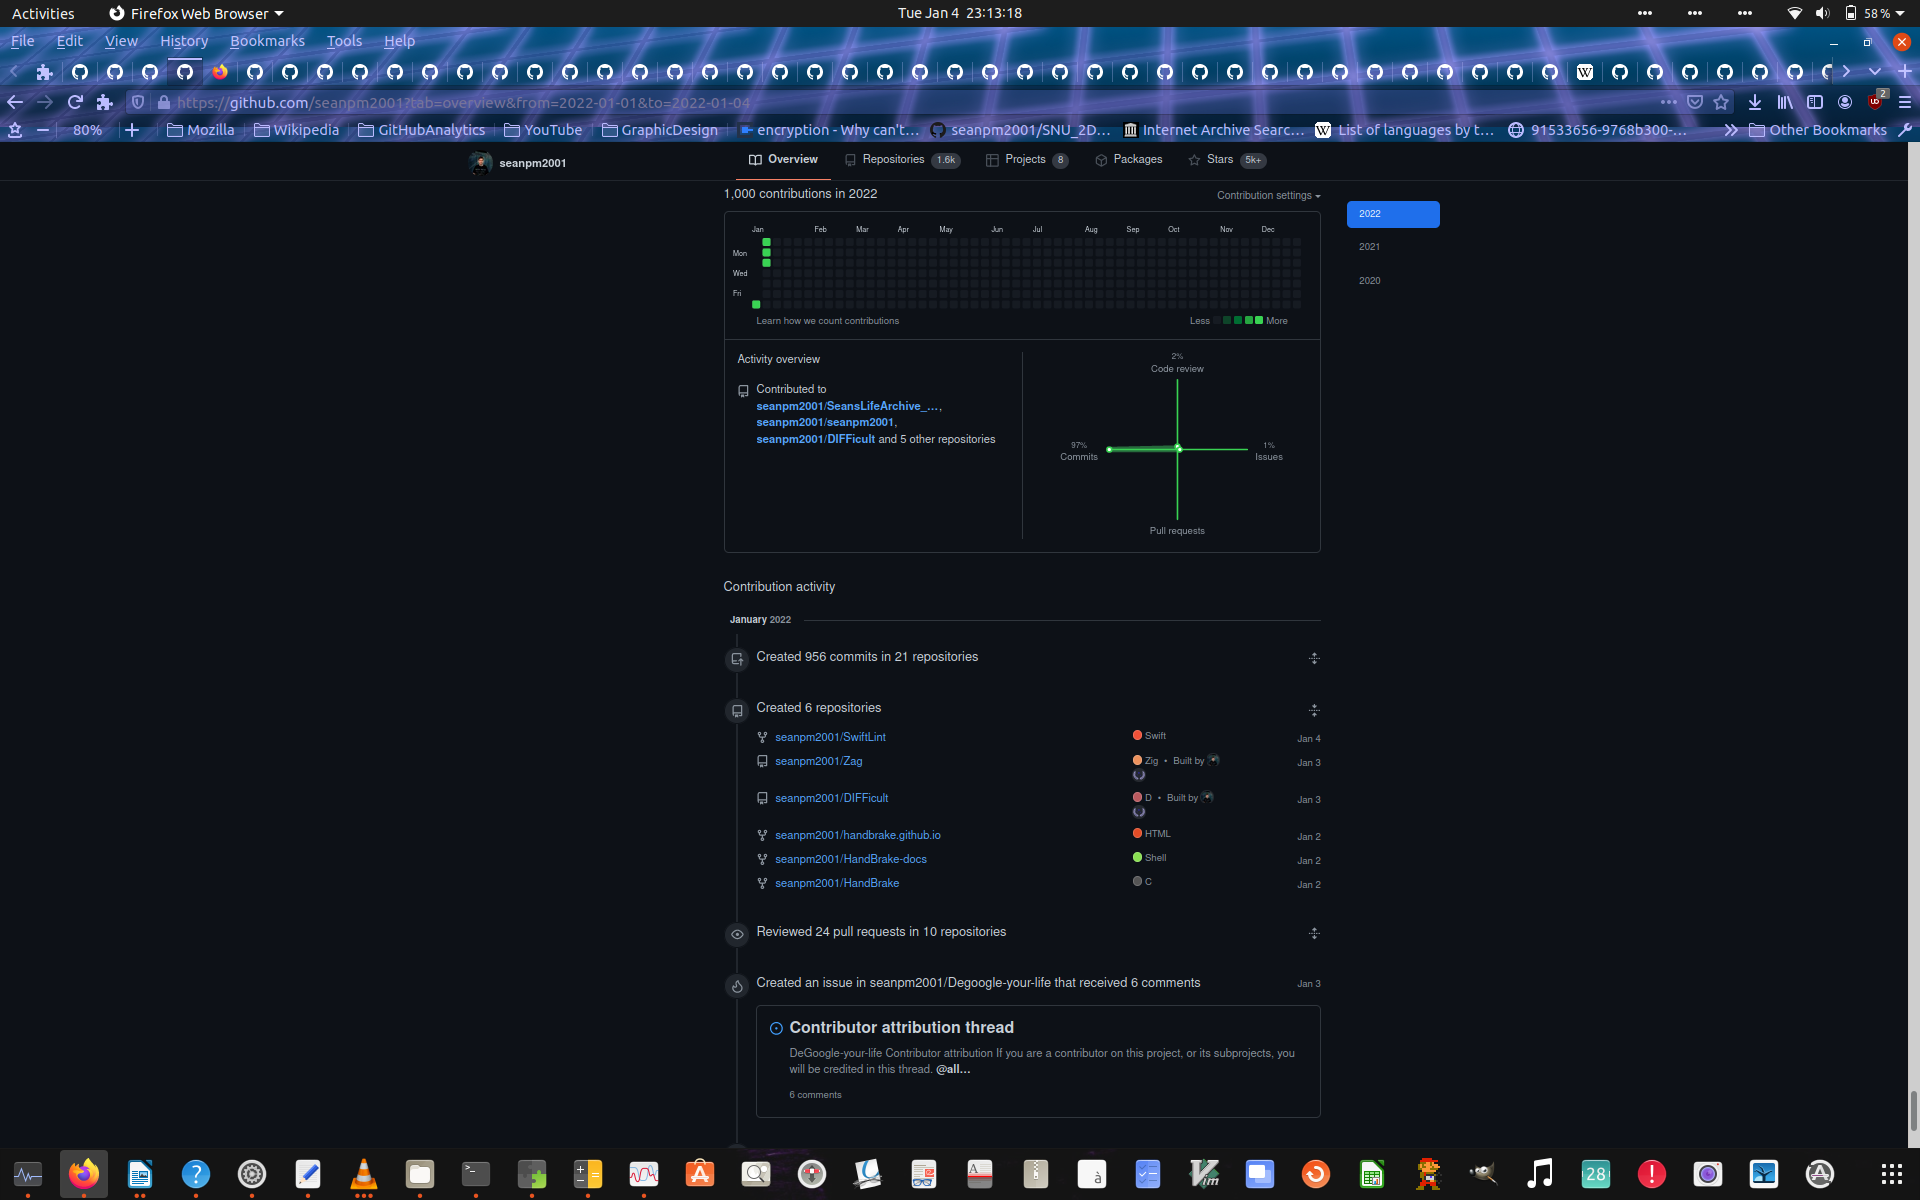 Activities
Firefox Web Browser
Tue Jan 4 23:13:18
58 %
File Edit View History Bookmarks Tools Help
https://github.com/seanpm2001?tab=overview&from=2022-01-01&to=2022-01-04
2
80%
Mozilla
Wikipedia
GitHubAnalytics
YouTube
GraphicDesign
encryption - Why can't...
seanpm2001/SNU_2D...
Internet Archive Searc...
List of languages by t...
91533656-9768b300-...
Other Bookmarks
seanpm2001
Overview
Repositories 1.6k
Projects 8
Packages
Stars 5k+
1,000 contributions in 2022
Contribution settings
2022
2021
2020
Jan Feb Mar Apr May Jun Jul Aug Sep Oct Nov Dec
Mon
Wed
Fri
Learn how we count contributions
Less More
Activity overview
Contributed to
seanpm2001/SeansLifeArchive_...,
seanpm2001/seanpm2001,
seanpm2001/DIFFicult and 5 other repositories
2%
Code review
97%
Commits
1%
Issues
Pull requests
Contribution activity
January 2022
Created 956 commits in 21 repositories
Created 6 repositories
seanpm2001/SwiftLint Swift Jan 4
seanpm2001/Zag Zig • Built by Jan 3
seanpm2001/DIFFicult D • Built by Jan 3
seanpm2001/handbrake.github.io HTML Jan 2
seanpm2001/HandBrake-docs Shell Jan 2
seanpm2001/HandBrake C Jan 2
Reviewed 24 pull requests in 10 repositories
Created an issue in seanpm2001/Degoogle-your-life that received 6 comments Jan 3
Contributor attribution thread
DeGoogle-your-life Contributor attribution If you are a contributor on this project, or its subprojects, you
will be credited in this thread. @all...
6 comments
28